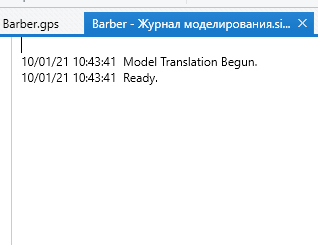 Barber.gps
Barber - Журнал моделирования.si...
10/01/21 10:43:41 Model Translation Begun.
10/01/21 10:43:41 Ready.